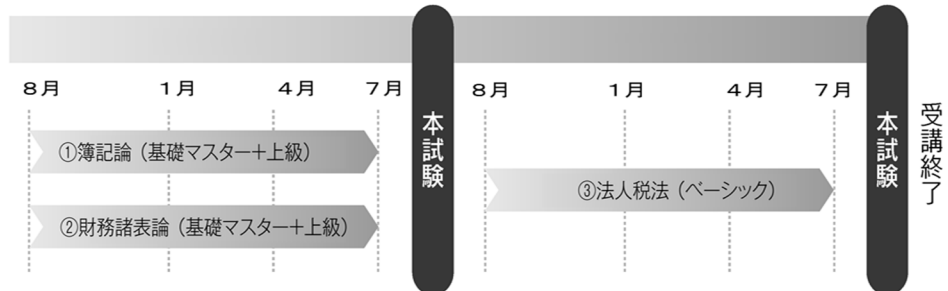 8月 1月 4月 7月
①簿記論(基礎マスター+上級)
②財務諸表論(基礎マスター+上級)
本試験
8月 1月 4月 7月
③法人税法(ベーシック)
本試験
受講終了